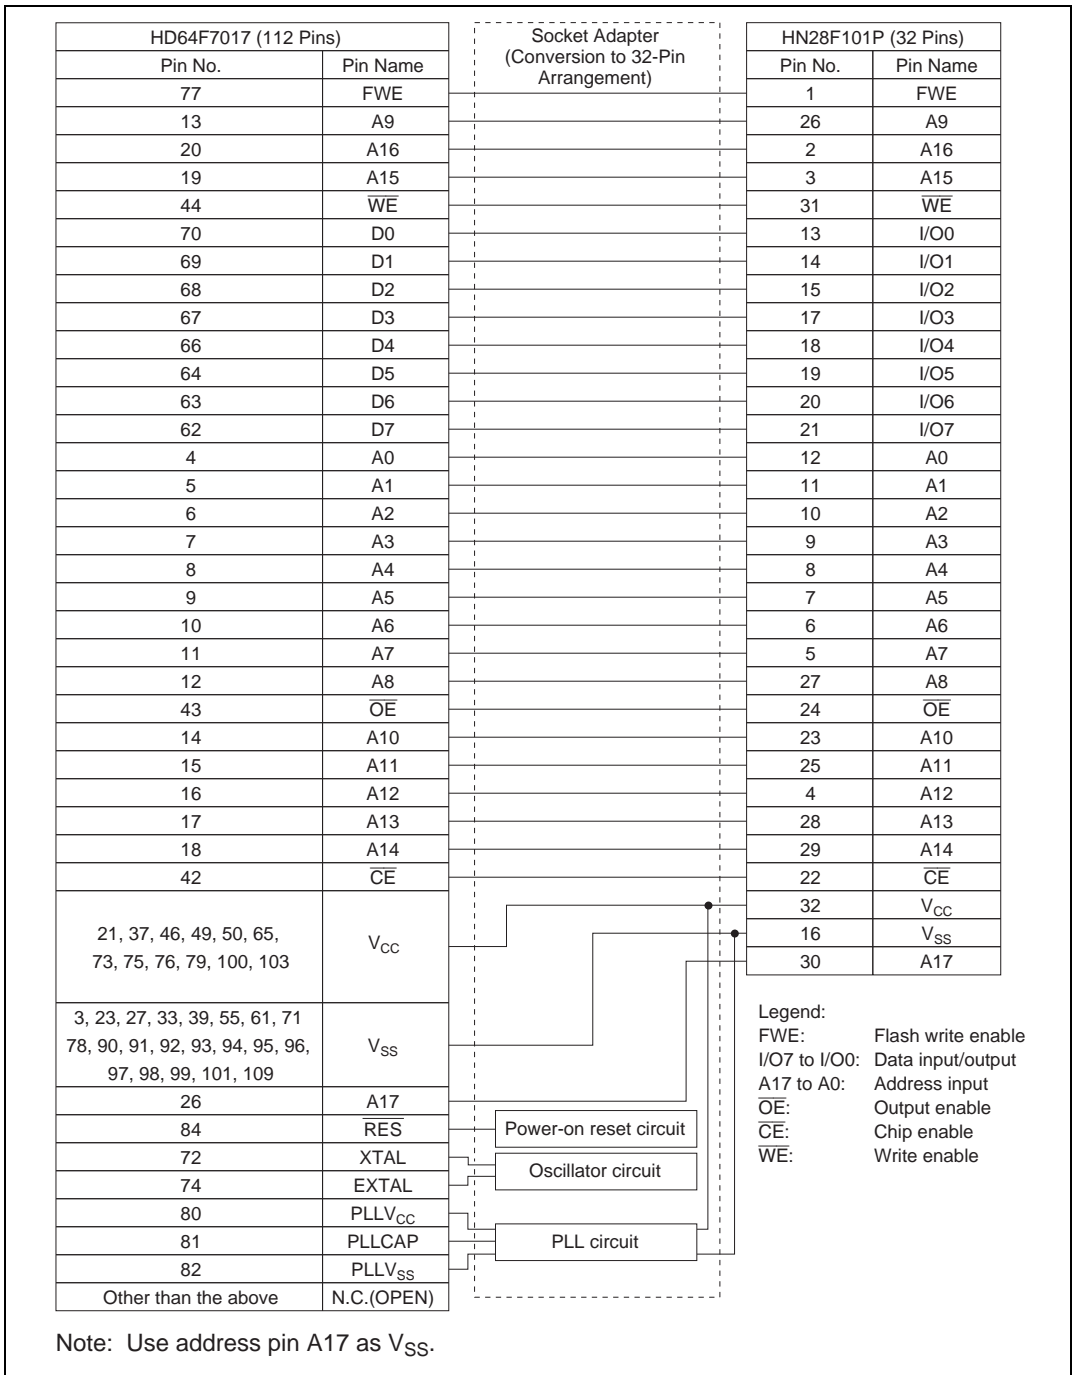 HD64F7017 (112 Pins)
Socket Adapter
(Conversion to 32-Pin
Arrangement)
HN28F101P (32 Pins)
Pin No. Pin Name Pin No. Pin Name
77 FWE 1 FWE
13 A9 26 A9
20 A16 2 A16
19 A15 3 A15
44 W̅E̅ 31 W̅E̅
70 D0 13 I/O0
69 D1 14 I/O1
68 D2 15 I/O2
67 D3 17 I/O3
66 D4 18 I/O4
64 D5 19 I/O5
63 D6 20 I/O6
62 D7 21 I/O7
4 A0 12 A0
5 A1 11 A1
6 A2 10 A2
7 A3 9 A3
8 A4 8 A4
9 A5 7 A5
10 A6 6 A6
11 A7 5 A7
12 A8 27 A8
43 O̅E̅ 24 O̅E̅
14 A10 23 A10
15 A11 25 A11
16 A12 4 A12
17 A13 28 A13
18 A14 29 A14
42 C̅E̅ 22 C̅E̅
32 VCC
16 VSS
30 A17
21, 37, 46, 49, 50, 65,
73, 75, 76, 79, 100, 103
VCC
3, 23, 27, 33, 39, 55, 61, 71
78, 90, 91, 92, 93, 94, 95, 96,
97, 98, 99, 101, 109
VSS
26 A17
84 R̅E̅S̅ Power-on reset circuit
72 XTAL
Oscillator circuit
74 EXTAL
80 PLLVCC
81 PLLCAP PLL circuit
82 PLLVSS
Other than the above N.C.(OPEN)
Legend:
FWE: Flash write enable
I/O7 to I/O0: Data input/output
A17 to A0: Address input
O̅E̅: Output enable
C̅E̅: Chip enable
W̅E̅: Write enable
Note: Use address pin A17 as VSS.